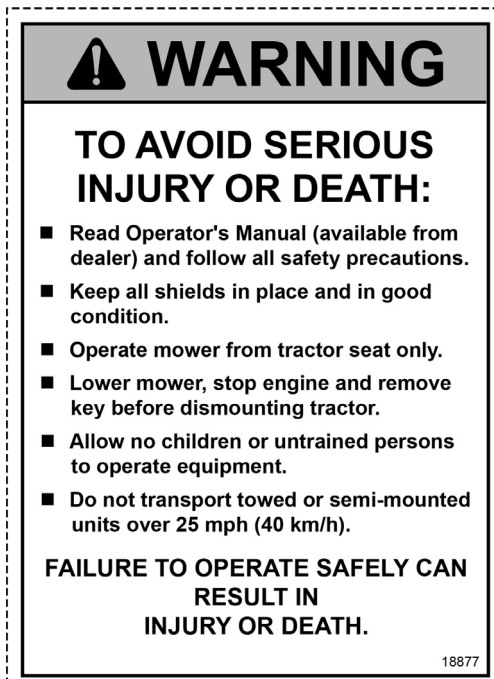 WARNING
TO AVOID SERIOUS
INJURY OR DEATH:
■ Read Operator's Manual (available from
dealer) and follow all safety precautions.
■ Keep all shields in place and in good
condition.
■ Operate mower from tractor seat only.
■ Lower mower, stop engine and remove
key before dismounting tractor.
■ Allow no children or untrained persons
to operate equipment.
■ Do not transport towed or semi-mounted
units over 25 mph (40 km/h).
FAILURE TO OPERATE SAFELY CAN
RESULT IN
INJURY OR DEATH.
18877